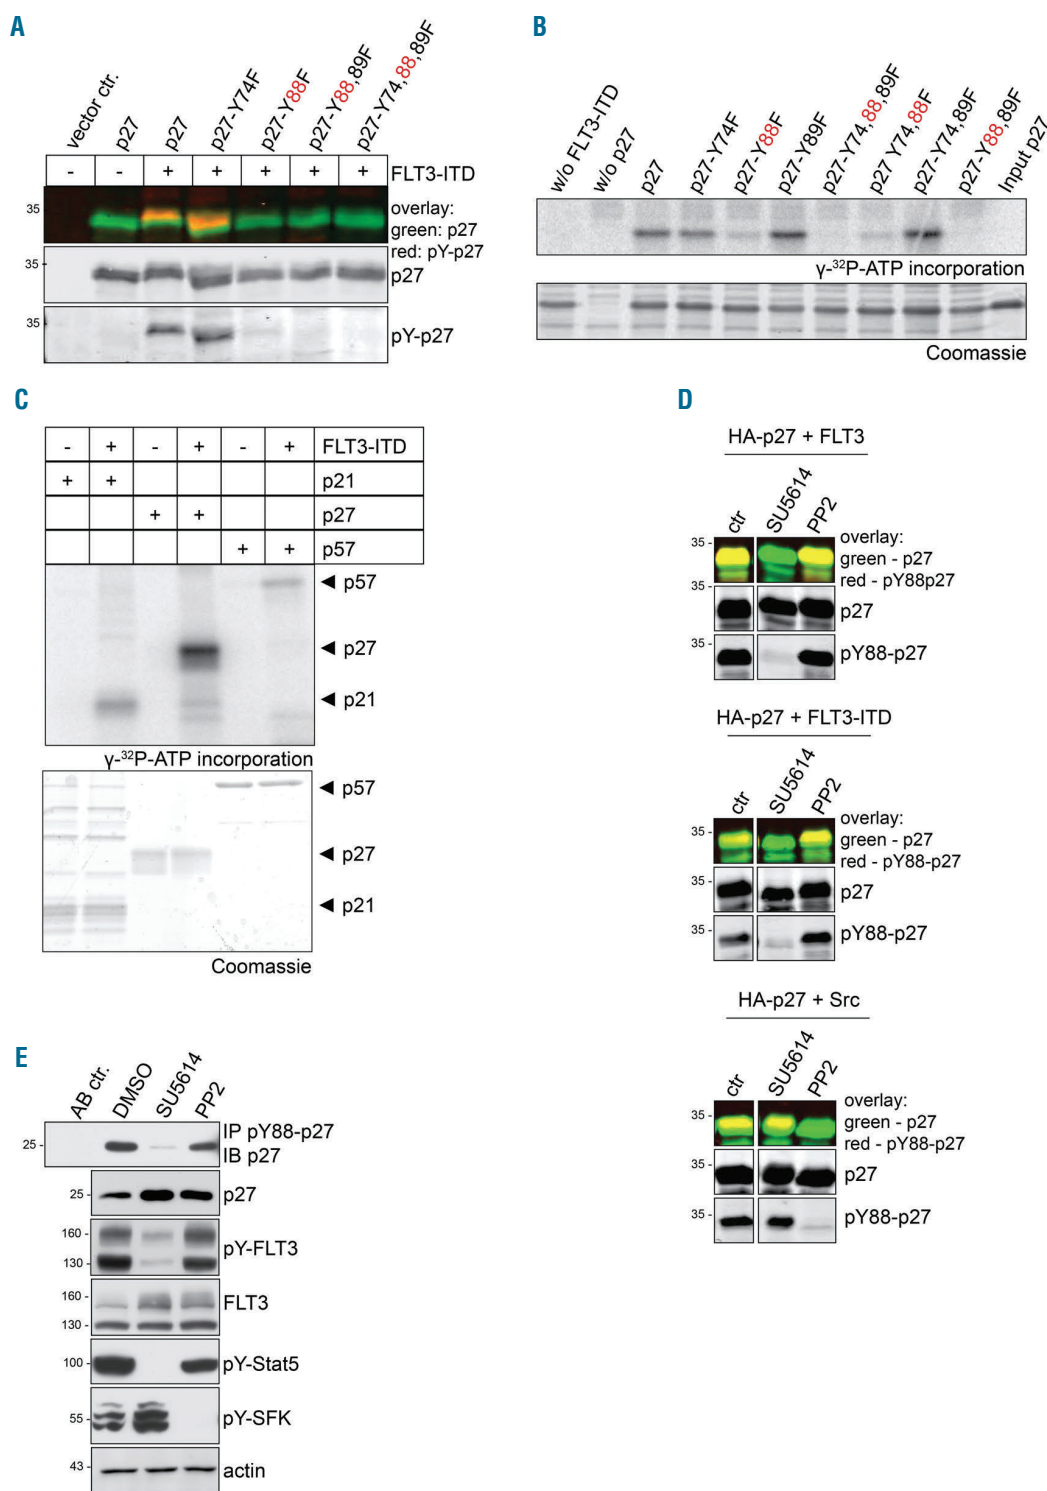 A
vector ctr.
p27
p27
p27-Y74F
p27-Y88F
p27-Y88,89F
p27-Y74,88,89F
- - + + + + + FLT3-ITD
35
overlay:
green: p27
red: pY-p27
35
p27
35
pY-p27
B
w/o FLT3-ITD
w/o p27
p27
p27-Y74F
p27-Y88F
p27-Y89F
p27-Y74,88,89F
p27 Y74,88F
p27-Y74,89F
p27-Y88,89F
Input p27
γ-³²P-ATP incorporation
Coomassie
C
- + - + - + FLT3-ITD
+ + p21
+ + p27
+ + p57
p57
p27
p21
γ-³²P-ATP incorporation
p57
p27
p21
Coomassie
D
HA-p27 + FLT3
ctr
SU5614
PP2
35 -
overlay:
green - p27
red - pY88p27
35 -
p27
35 -
pY88-p27
HA-p27 + FLT3-ITD
ctr
SU5614
PP2
35 -
overlay:
green - p27
red - pY88-p27
35 -
p27
35 -
pY88-p27
HA-p27 + Src
ctr
SU5614
PP2
35 -
overlay:
green - p27
red - pY88-p27
35 -
p27
35 -
pY88-p27
E
AB ctr.
DMSO
SU5614
PP2
25 -
IP pY88-p27
IB p27
25 - p27
160 -
pY-FLT3
130 -
160 -
FLT3
130 -
100 - pY-Stat5
55 - pY-SFK
43 - actin